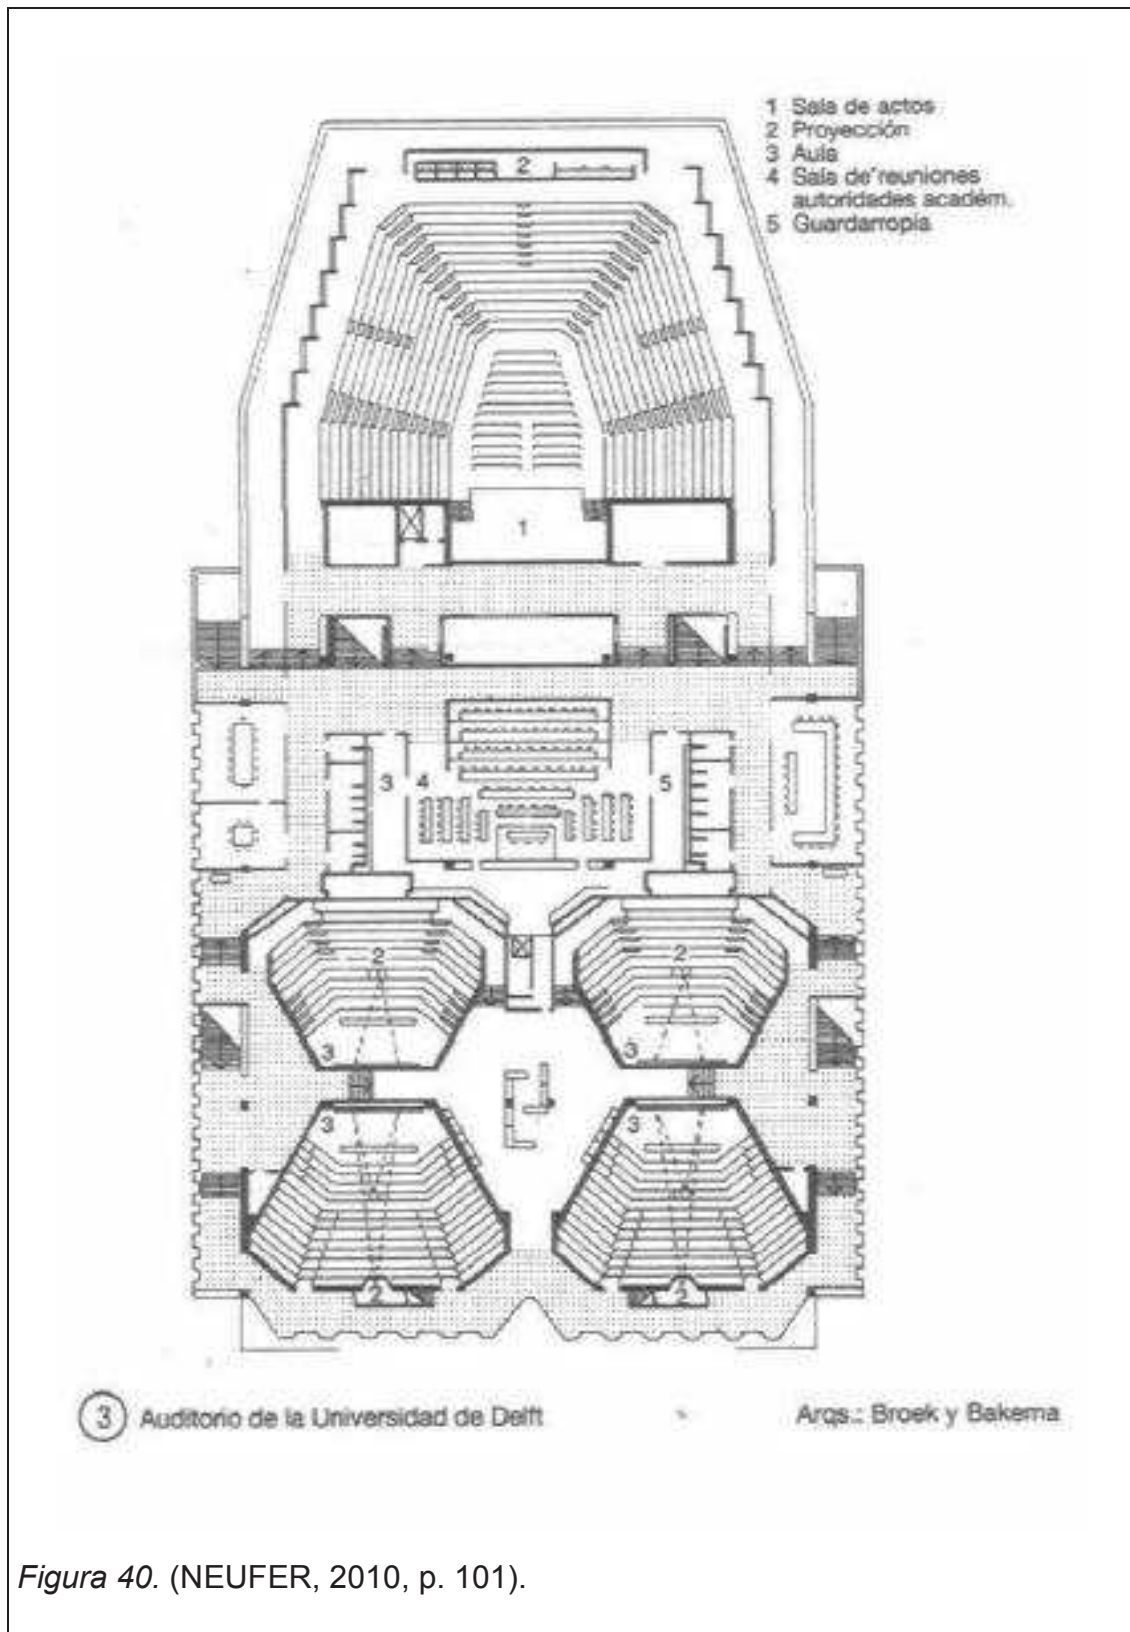 1 Sala de actos
2 Proyección
3 Aula
4 Sala de reuniones
autoridades académ.
5 Guardarropía
2
1
3 4 5
2 2
3 3
3 3
2 2
3 Auditorio de la Universidad de Delft Arqs.: Broek y Bakema
Figura 40. (NEUFER, 2010, p. 101).